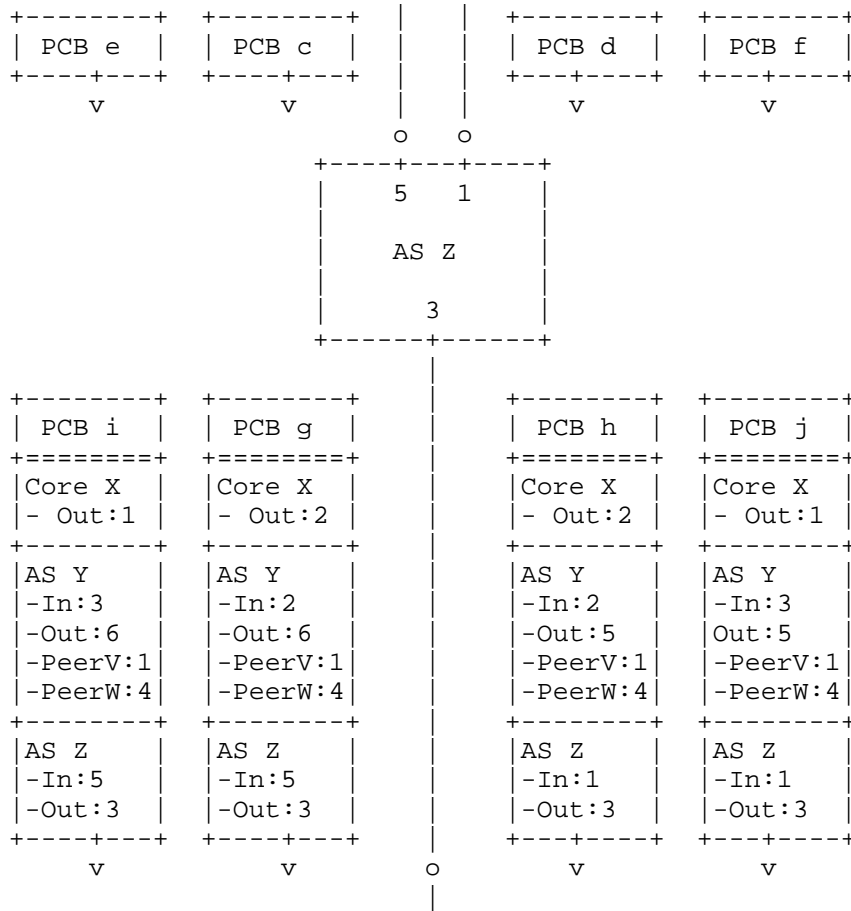 +--------+  +--------+  |   |  +--------+  +--------+
| PCB e  |  | PCB c  |  |   |  | PCB d  |  | PCB f  |
+----+---+  +----+---+  |   |  +---+----+  +---+----+
     v           v      |   |      v           v
                        o   o
                   +----+---+----+
                   |    5   1    |
                   |             |
                   |    AS Z     |
                   |             |
                   |      3      |
                   +------+------+
                          |
+--------+  +--------+    |    +--------+  +--------+
| PCB i  |  | PCB g  |    |    | PCB h  |  | PCB j  |
+========+  +========+    |    +========+  +========+
|Core X  |  |Core X  |    |    |Core X  |  |Core X  |
|- Out:1 |  |- Out:2 |    |    |- Out:2 |  |- Out:1 |
+--------+  +--------+    |    +--------+  +--------+
|AS Y    |  |AS Y    |    |    |AS Y    |  |AS Y    |
|-In:3   |  |-In:2   |    |    |-In:2   |  |-In:3   |
|-Out:6  |  |-Out:6  |    |    |-Out:5  |  |Out:5   |
|-PeerV:1|  |-PeerV:1|    |    |-PeerV:1|  |-PeerV:1|
|-PeerW:4|  |-PeerW:4|    |    |-PeerW:4|  |-PeerW:4|
+--------+  +--------+    |    +--------+  +--------+
|AS Z    |  |AS Z    |    |    |AS Z    |  |AS Z    |
|-In:5   |  |-In:5   |    |    |-In:1   |  |-In:1   |
|-Out:3  |  |-Out:3  |    |    |-Out:3  |  |-Out:3  |
+----+---+  +----+---+    |    +---+----+  +---+----+
     v           v        o        v           v
                          |